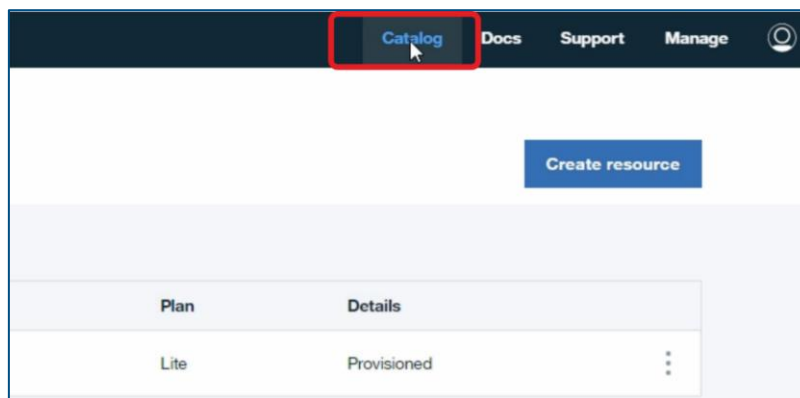 Catalog Docs Support Manage
Create resource
Plan Details
Lite Provisioned